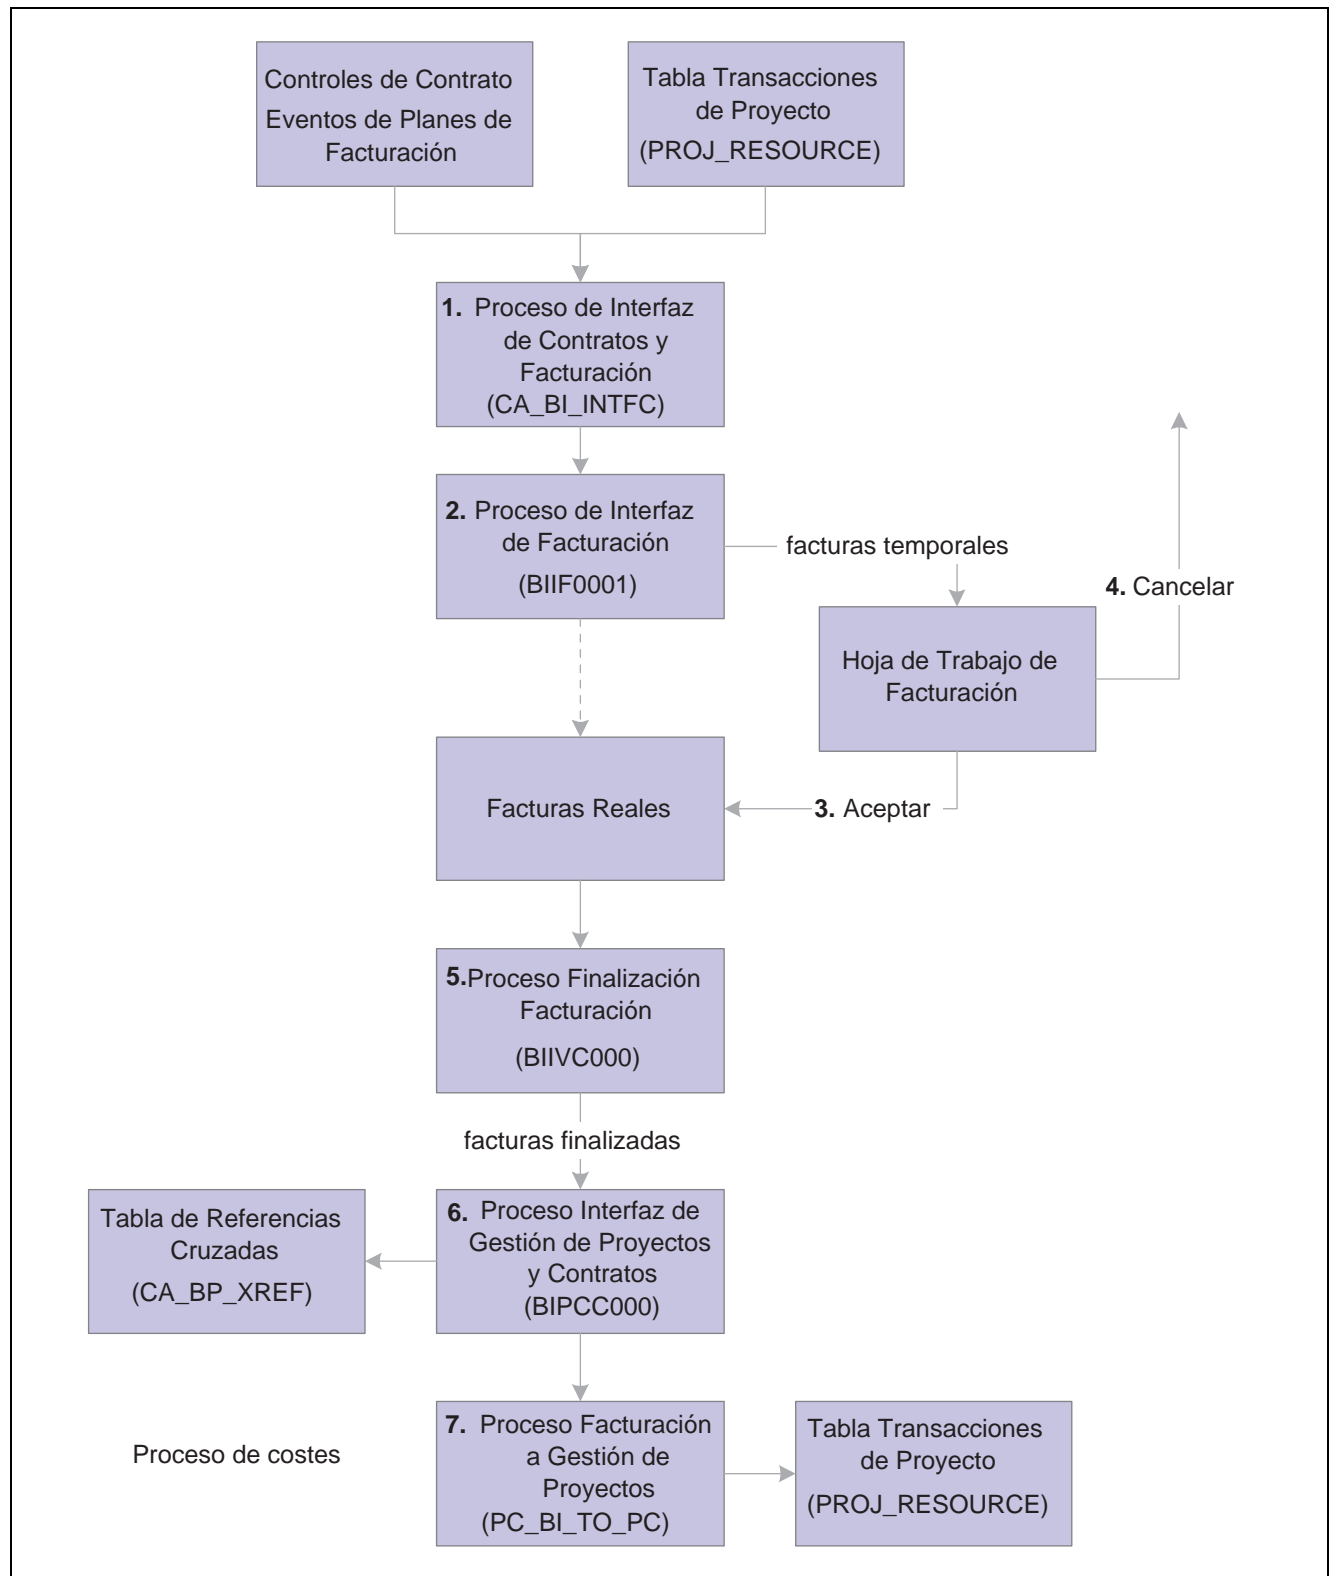 Controles de Contrato
Eventos de Planes de
Facturación
Tabla Transacciones
de Proyecto
(PROJ_RESOURCE)
1. Proceso de Interfaz
de Contratos y
Facturación
(CA_BI_INTFC)
2. Proceso de Interfaz
de Facturación
(BIIF0001)
facturas temporales
4. Cancelar
Hoja de Trabajo de
Facturación
Facturas Reales
3. Aceptar
5.Proceso Finalización
Facturación
(BIIVC000)
facturas finalizadas
Tabla de Referencias
Cruzadas
(CA_BP_XREF)
6. Proceso Interfaz de
Gestión de Proyectos
y Contratos
(BIPCC000)
Proceso de costes
7. Proceso Facturación
a Gestión de
Proyectos
(PC_BI_TO_PC)
Tabla Transacciones
de Proyecto
(PROJ_RESOURCE)